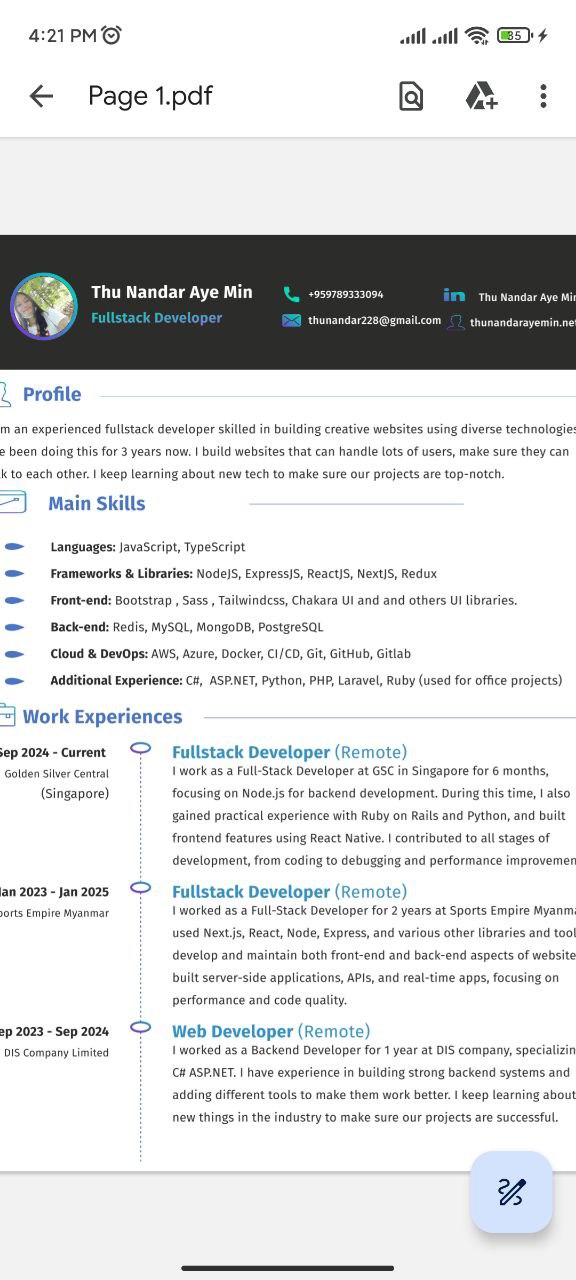 4:21 PM
35
Page 1.pdf
Thu Nandar Aye Min
Fullstack Developer
+959789333094
thunandar228@gmail.com
Thu Nandar Aye Min
thunandarayemin.net
Profile
m an experienced fullstack developer skilled in building creative websites using diverse technologies
e been doing this for 3 years now. I build websites that can handle lots of users, make sure they can
k to each other. I keep learning about new tech to make sure our projects are top-notch.
Main Skills
Languages: JavaScript, TypeScript
Frameworks & Libraries: NodeJS, ExpressJS, ReactJS, NextJS, Redux
Front-end: Bootstrap , Sass , Tailwindcss, Chakara UI and and others UI libraries.
Back-end: Redis, MySQL, MongoDB, PostgreSQL
Cloud & DevOps: AWS, Azure, Docker, CI/CD, Git, GitHub, Gitlab
Additional Experience: C#, ASP.NET, Python, PHP, Laravel, Ruby (used for office projects)
Work Experiences
Sep 2024 - Current
Golden Silver Central
(Singapore)
Fullstack Developer (Remote)
I work as a Full-Stack Developer at GSC in Singapore for 6 months,
focusing on Node.js for backend development. During this time, I also
gained practical experience with Ruby on Rails and Python, and built
frontend features using React Native. I contributed to all stages of
development, from coding to debugging and performance improvemen
Jan 2023 - Jan 2025
ports Empire Myanmar
Fullstack Developer (Remote)
I worked as a Full-Stack Developer for 2 years at Sports Empire Myanma
used Next.js, React, Node, Express, and various other libraries and tool
develop and maintain both front-end and back-end aspects of website
built server-side applications, APIs, and real-time apps, focusing on
performance and code quality.
ep 2023 - Sep 2024
DIS Company Limited
Web Developer (Remote)
I worked as a Backend Developer for 1 year at DIS company, specializin
C# ASP.NET. I have experience in building strong backend systems and
adding different tools to make them work better. I keep learning about
new things in the industry to make sure our projects are successful.